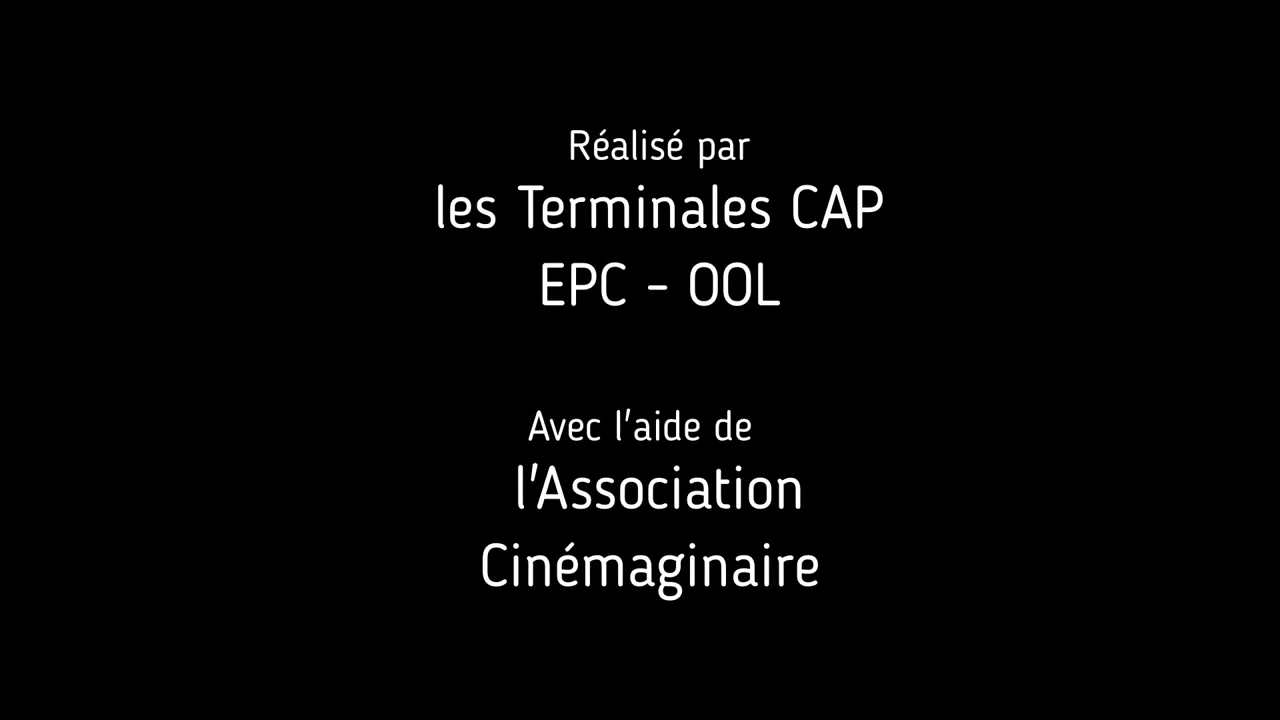 Réalisé par
les Terminales CAP
EPC - OOL
Avec l'aide de
l'Association
Cinémaginaire